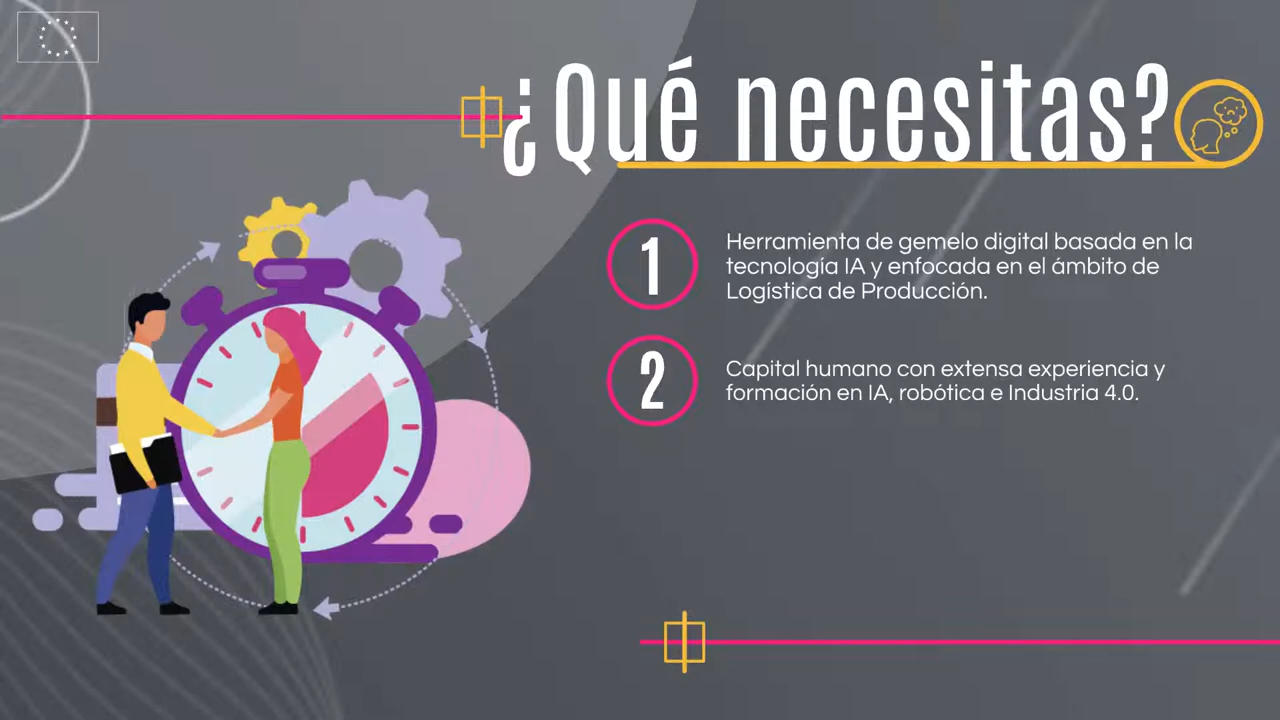 ¿Qué necesitas?
1
Herramienta de gemelo digital basada en la
tecnología IA y enfocada en el ámbito de
Logística de Producción.
2
Capital humano con extensa experiencia y
formación en IA, robótica e Industria 4.0.